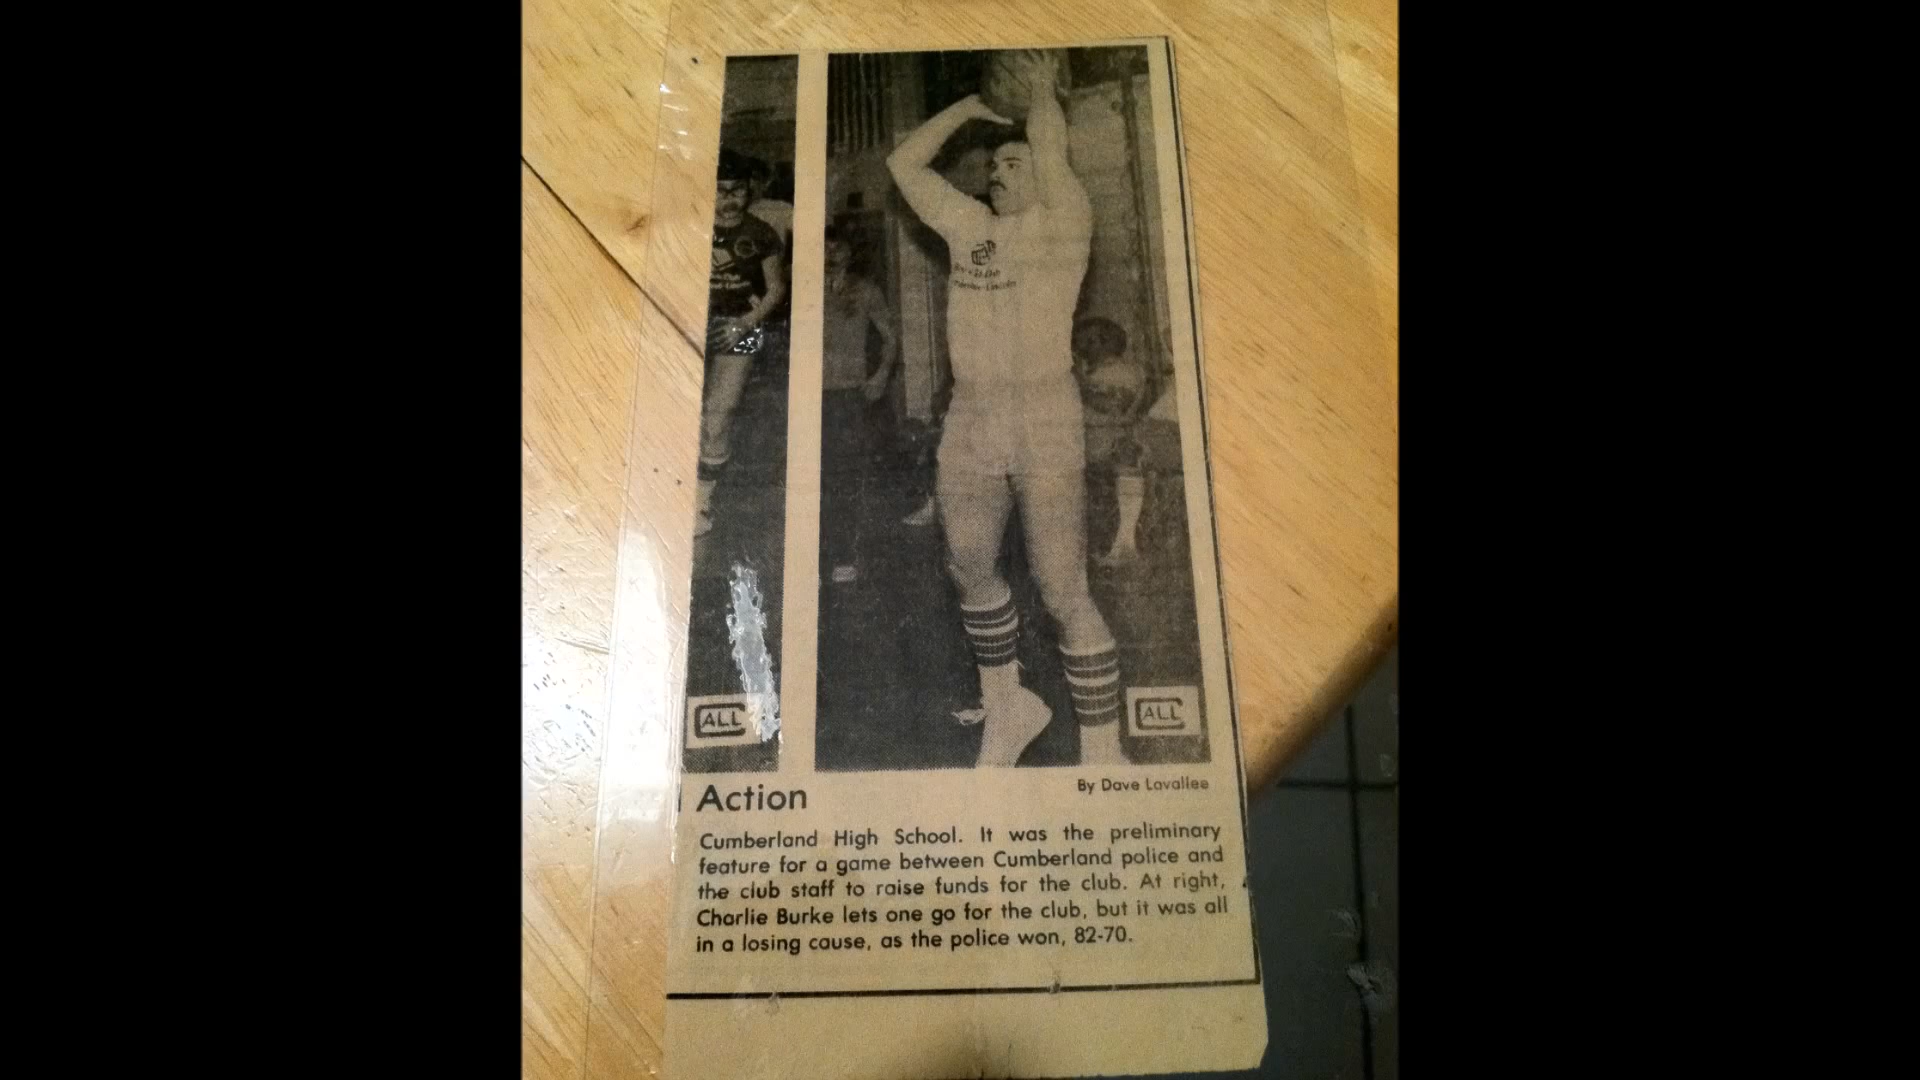 ALL
ALL
By Dave Lavallee
Action
Cumberland High School. It was the preliminary
feature for a game between Cumberland police and
the club staff to raise funds for the club. At right,
Charlie Burke lets one go for the club, but it was all
in a losing cause, as the police won, 82-70.